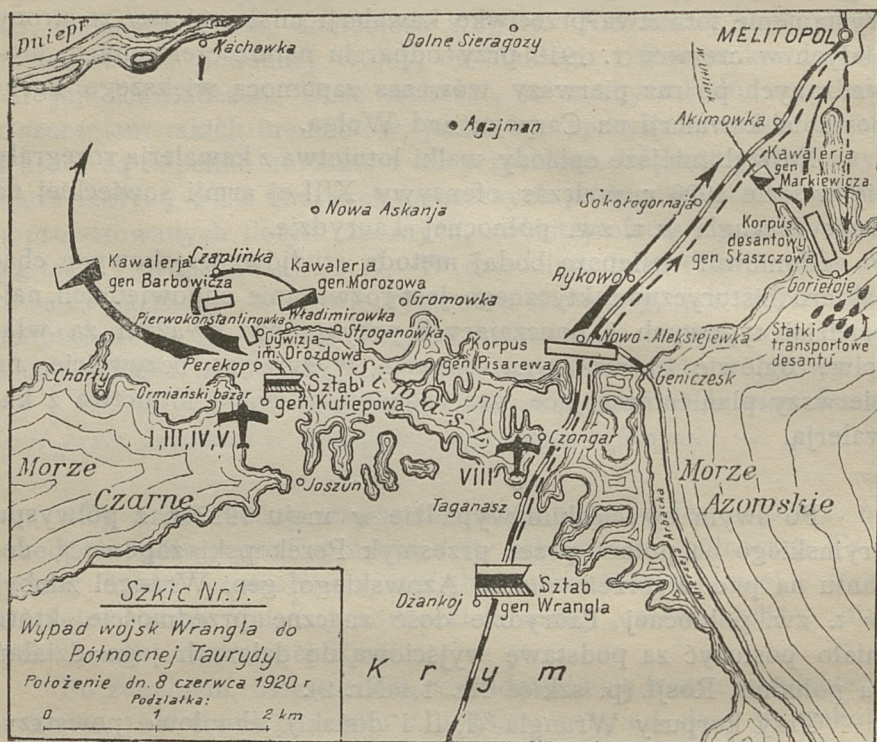 Dniepr
Kachowka
Dolne Sieragozy
MELITOPOL
Agajman
Akimowka
Kawalerja
gen
Markiewicza
Nowa Askanja
Sokołogornaja
Korpus
desantowy
gen Słaszczowa
Kawalerja
gen Barbowicza
Czaplinka
Kawalerja
gen. Morozowa
Gromowka
Rykowo
Goriełoje
Pierwokonstantinowka
Władimirowka
Stroganowka
Dywizja
im. Drozdowa
Statki
transportowe
desantu
Nowo-Aleksiejewka
Korpus
gen Pisarewa
Perekop
Geniczesk
Chorły
Ormiański bazar
Sztab
gen. Kutiepowa
I, III, IV, V
Czongar
VIII
Morze
Czarne
Joszuń
Taganasz
Morze
Azowskie
Arbacka
Dżankoj
Sztab
gen Wrangla
Krym
Szkic Nr.1.
Wypad wojsk Wrangla do
Północnej Taurydy
Położenie dn. 8 czerwca 1920 r
Podziałka:
0 1 2 km